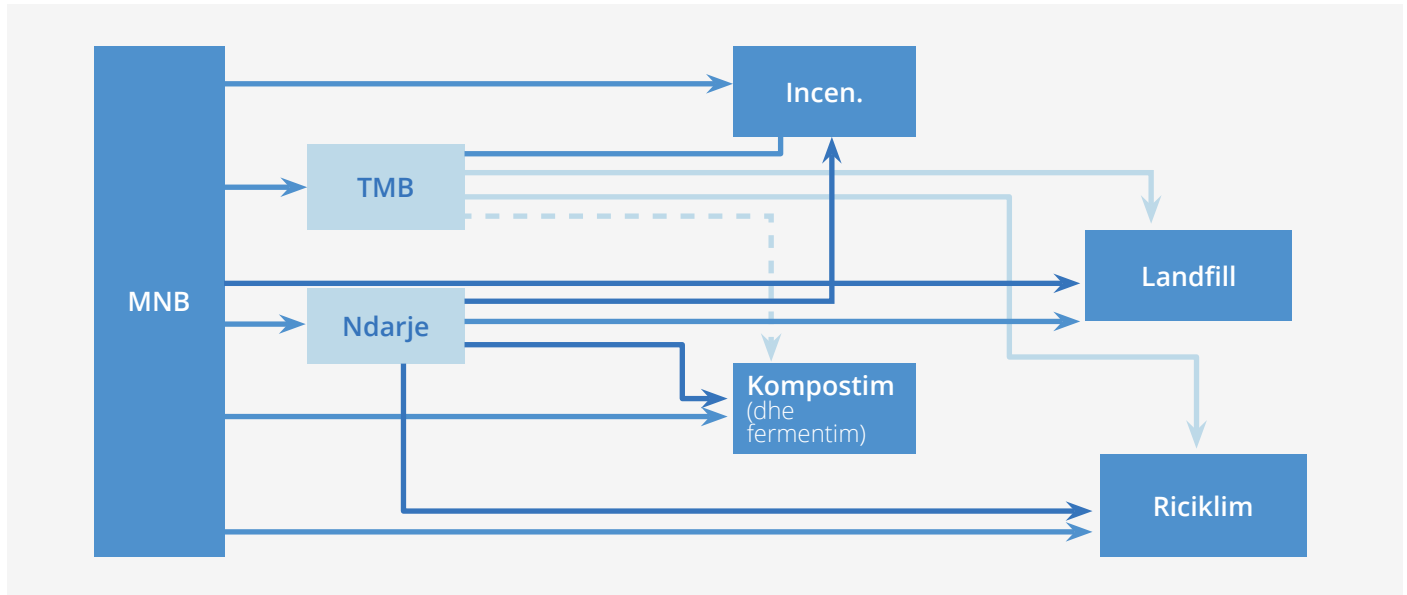 MNB
TMB
Ndarje
Incen.
Kompostim
(dhe
fermentim)
Landfill
Riciklim